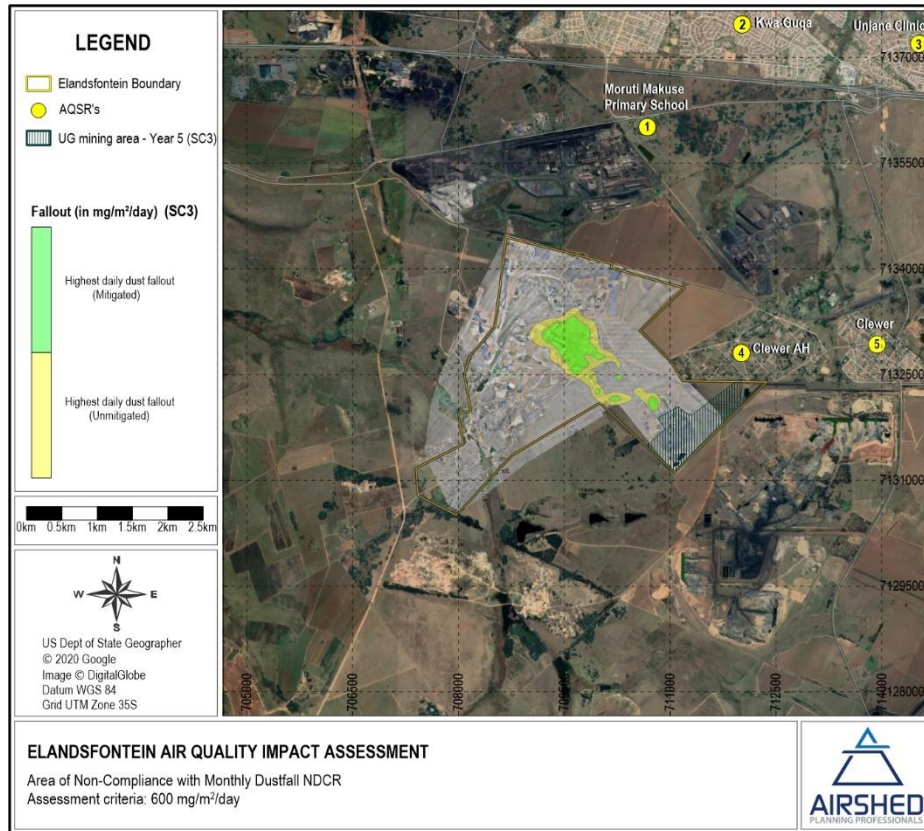 LEGEND
Elandsfontein Boundary
AQSR's
UG mining area - Year 5 (SC3)
Fallout (in mg/m²/day) (SC3)
Highest daily dust fallout
(Mitigated)
Highest daily dust fallout
(Unmitigated)
0km 0.5km 1km 1.5km 2km 2.5km
N
W E
S
US Dept of State Geographer
© 2020 Google
Image © DigitalGlobe
Datum WGS 84
Grid UTM Zone 35S
2 Kwa-Guqa
Unjane Clinic
3
7137000
Moruti Makuse
Primary School
1
7135500
7134000
Clewer
4 Clewer AH
5
7132500
7131000
7129500
7128000
705000
706500
708000
711000
712500
714000
ELANDSFONTEIN AIR QUALITY IMPACT ASSESSMENT
Area of Non-Compliance with Monthly Dustfall NDCR
Assessment criteria: 600 mg/m²/day
AIRSHED
PLANNING PROFESSIONALS